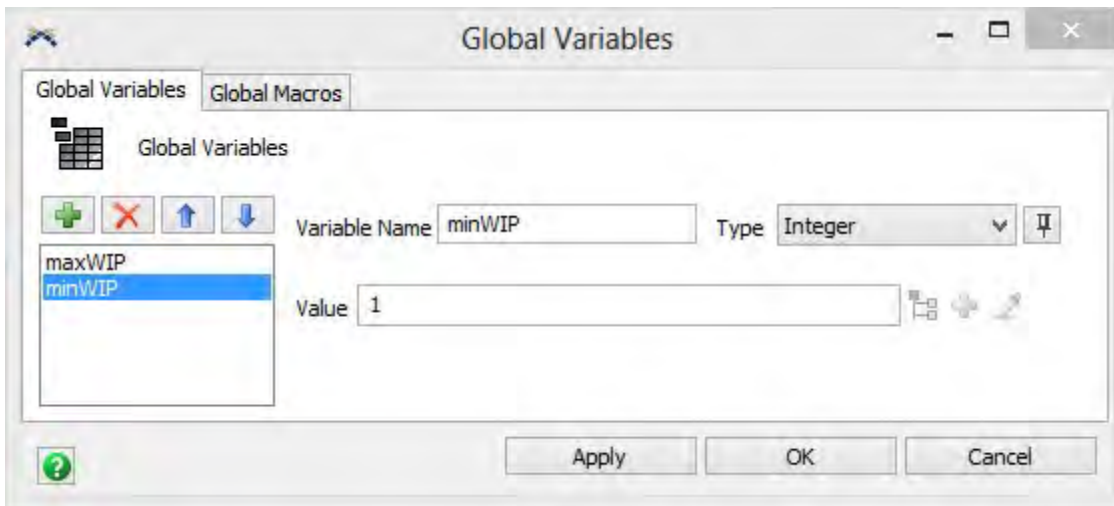 Global Variables
Global Variables Global Macros
Global Variables
Variable Name minWIP Type Integer
maxWIP
minWIP
Value 1
Apply OK Cancel